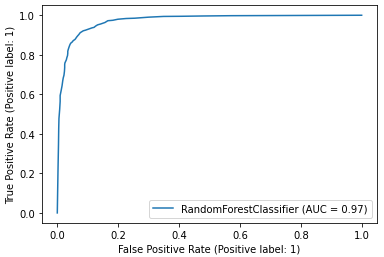 1.0
0.8
0.6
0.4
0.2
0.0
True Positive Rate (Positive label: 1)
RandomForestClassifier (AUC = 0.97)
0.0 0.2 0.4 0.6 0.8 1.0
False Positive Rate (Positive label: 1)